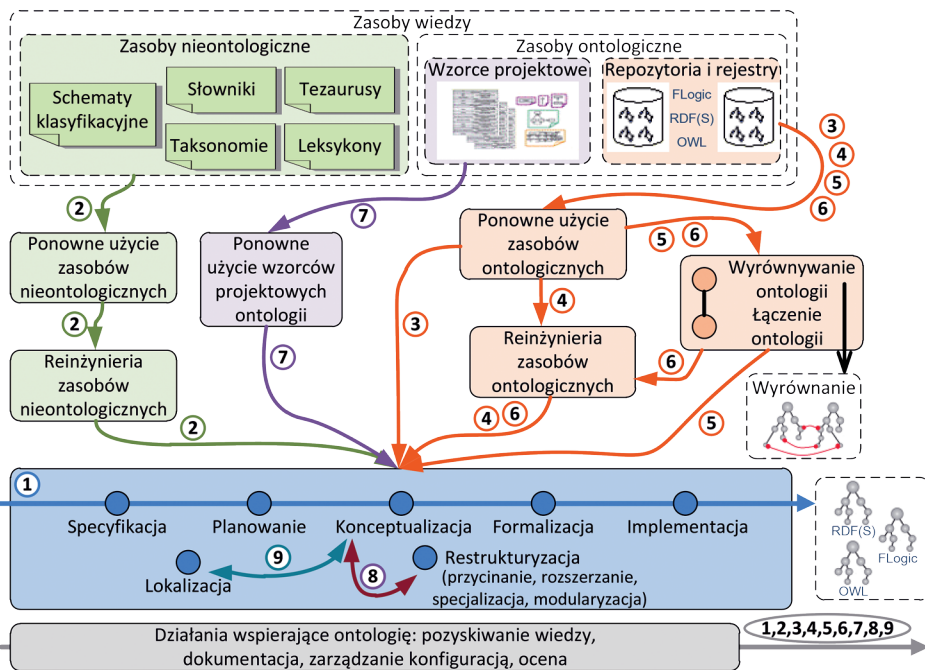 Zasoby wiedzy
Zasoby nieontologiczne
Schematy
klasyfikacyjne
Słowniki
Tezaurusy
Taksonomie
Leksykony
Zasoby ontologiczne
Wzorce projektowe
Repozytoria i rejestry
FLogic
RDF(S)
OWL
3
4
5
6
2
7
5 6
Ponowne użycie
zasobów
nieontologicznych
Ponowne
użycie wzorców
projektowych
ontologii
Ponowne użycie
zasobów
ontologicznych
Wyrównywanie
ontologii
Łączenie
ontologii
2
3
4
7
6
Reinżynieria
zasobów
nieontologicznych
Reinżynieria
zasobów
ontologicznych
Wyrównanie
2
4 6
5
1
Specyfikacja
Planowanie
Konceptualizacja
Formalizacja
Implementacja
Lokalizacja
9
8
Restrukturyzacja
(przycinanie, rozszerzanie,
specjalizacja, modularyzacja)
RDF(S)
FLogic
OWL
Działania wspierające ontologię: pozyskiwanie wiedzy,
dokumentacja, zarządzanie konfiguracją, ocena
1,2,3,4,5,6,7,8,9